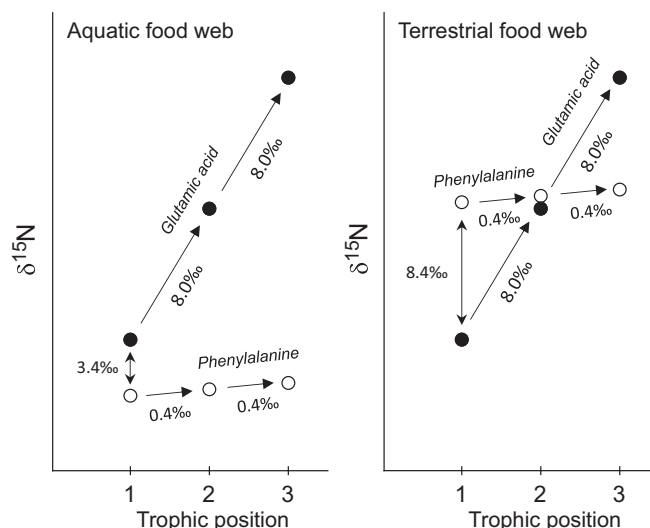 Aquatic food web
δ15N
Glutamic acid
8.0‰
8.0‰
3.4‰
Phenylalanine
0.4‰
0.4‰
1 2 3
Trophic position
Terrestrial food web
δ15N
Glutamic acid
8.0‰
Phenylalanine
0.4‰ 0.4‰
8.4‰
8.0‰
1 2 3
Trophic position